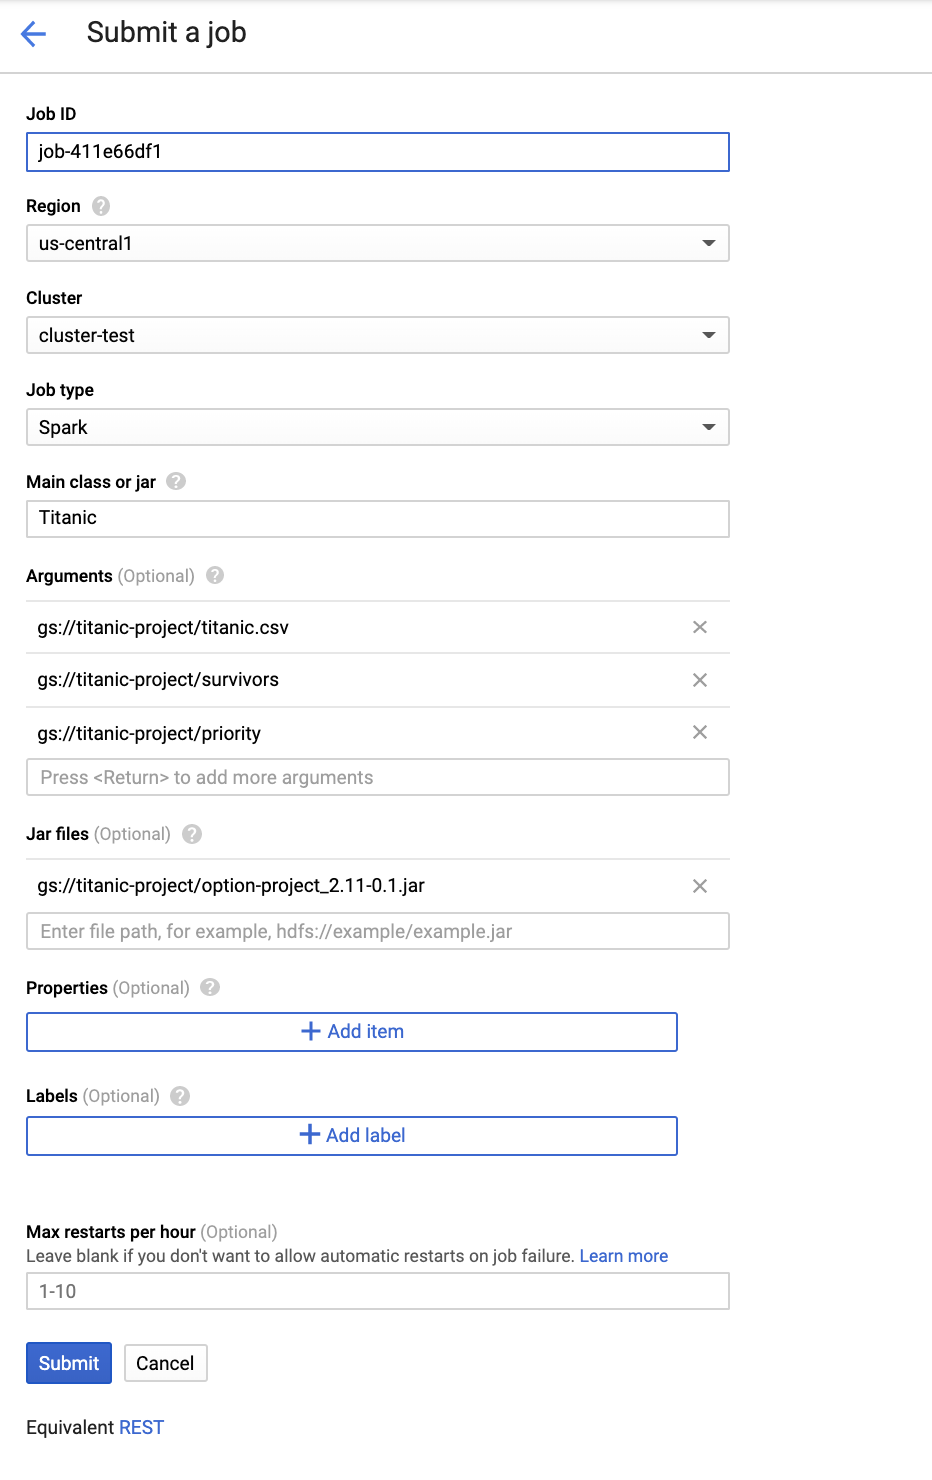 Submit a job
Job ID
job-411e66df1
Region ?
us-central1
Cluster
cluster-test
Job type
Spark
Main class or jar ?
Titanic
Arguments (Optional) ?
gs://titanic-project/titanic.csv
gs://titanic-project/survivors
gs://titanic-project/priority
Press <Return> to add more arguments
Jar files (Optional) ?
gs://titanic-project/option-project_2.11-0.1.jar
Enter file path, for example, hdfs://example/example.jar
Properties (Optional) ?
+ Add item
Labels (Optional) ?
+ Add label
Max restarts per hour (Optional)
Leave blank if you don't want to allow automatic restarts on job failure. Learn more
1-10
Submit Cancel
Equivalent REST